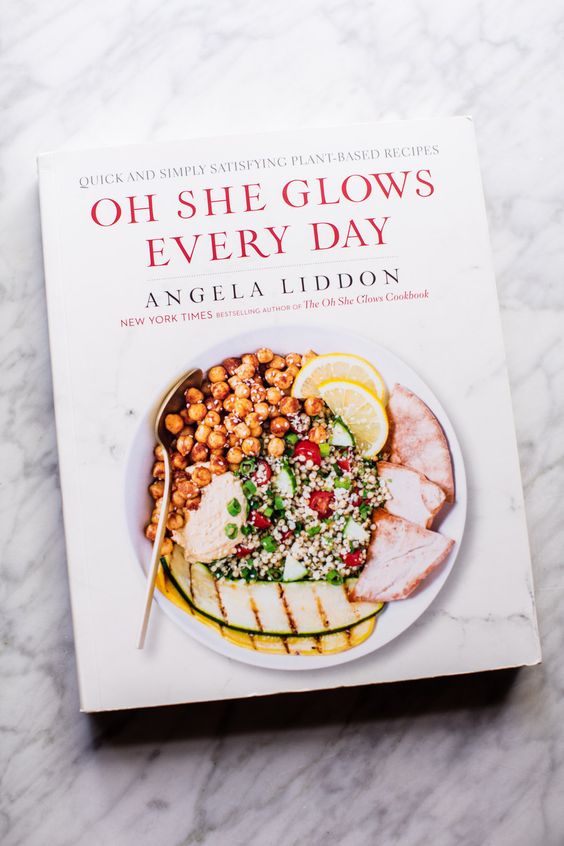 QUICK AND SIMPLY SATISFYING PLANT-BASED RECIPES
OH SHE GLOWS
EVERY DAY
ANGELA LIDDON
NEW YORK TIMES BESTSELLING AUTHOR OF The Oh She Glows Cookbook